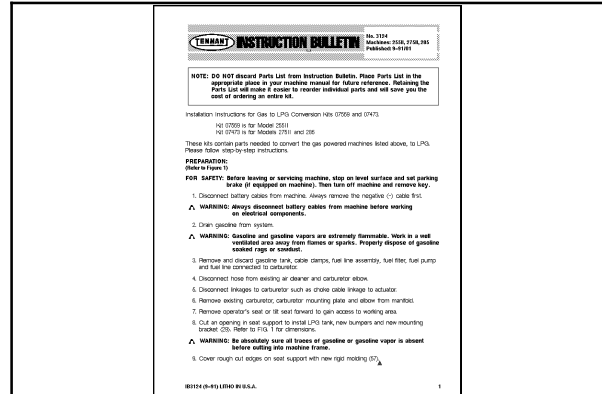 TENNANT INSTRUCTION BULLETIN
No. 3124
Machines: 255II, 275II, 285
Published: 9-91/01
NOTE: DO NOT discard Parts List from Instruction Bulletin. Place Parts List in the
appropriate place in your machine manual for future reference. Retaining the
Parts List will make it easier to reorder individual parts and will save you the
cost of ordering an entire kit.
Installation Instructions for Gas to LPG Conversion Kits 07559 and 07473.
Kit 07559 is for Model 255II
Kit 07473 is for Models 275II and 285
These kits contain parts needed to convert the gas powered machines listed above, to LPG.
Please follow step-by-step instructions.
PREPARATION:
(Refer to Figure 1)
FOR SAFETY: Before leaving or servicing machine, stop on level surface and set parking
brake (if equipped on machine). Then turn off machine and remove key.
1. Disconnect battery cables from machine. Always remove the negative (-) cable first.
WARNING: Always disconnect battery cables from machine before working
on electrical components.
2. Drain gasoline from system.
WARNING: Gasoline and gasoline vapors are extremely flammable. Work in a well
ventilated area away from flames or sparks. Properly dispose of gasoline
soaked rags or sawdust.
3. Remove and discard gasoline tank, cable clamps, fuel line assembly, fuel filter, fuel pump
and fuel line connected to carburetor.
4. Disconnect hose from existing air cleaner and carburetor elbow.
5. Disconnect linkages to carburetor such as choke cable linkage to actuator.
6. Remove existing carburetor, carburetor mounting plate and elbow from manifold.
7. Remove operator's seat or tilt seat forward to gain access to working area.
8. Cut an opening in seat support to install LPG tank, new bumpers and new mounting
bracket (29). Refer to FIG. 1 for dimensions.
WARNING: Be absolutely sure all traces of gasoline or gasoline vapor is absent
before cutting into machine frame.
9. Cover rough cut edges on seat support with new rigid molding (57).
IB3124 (9-91) LITHO IN U.S.A. 1